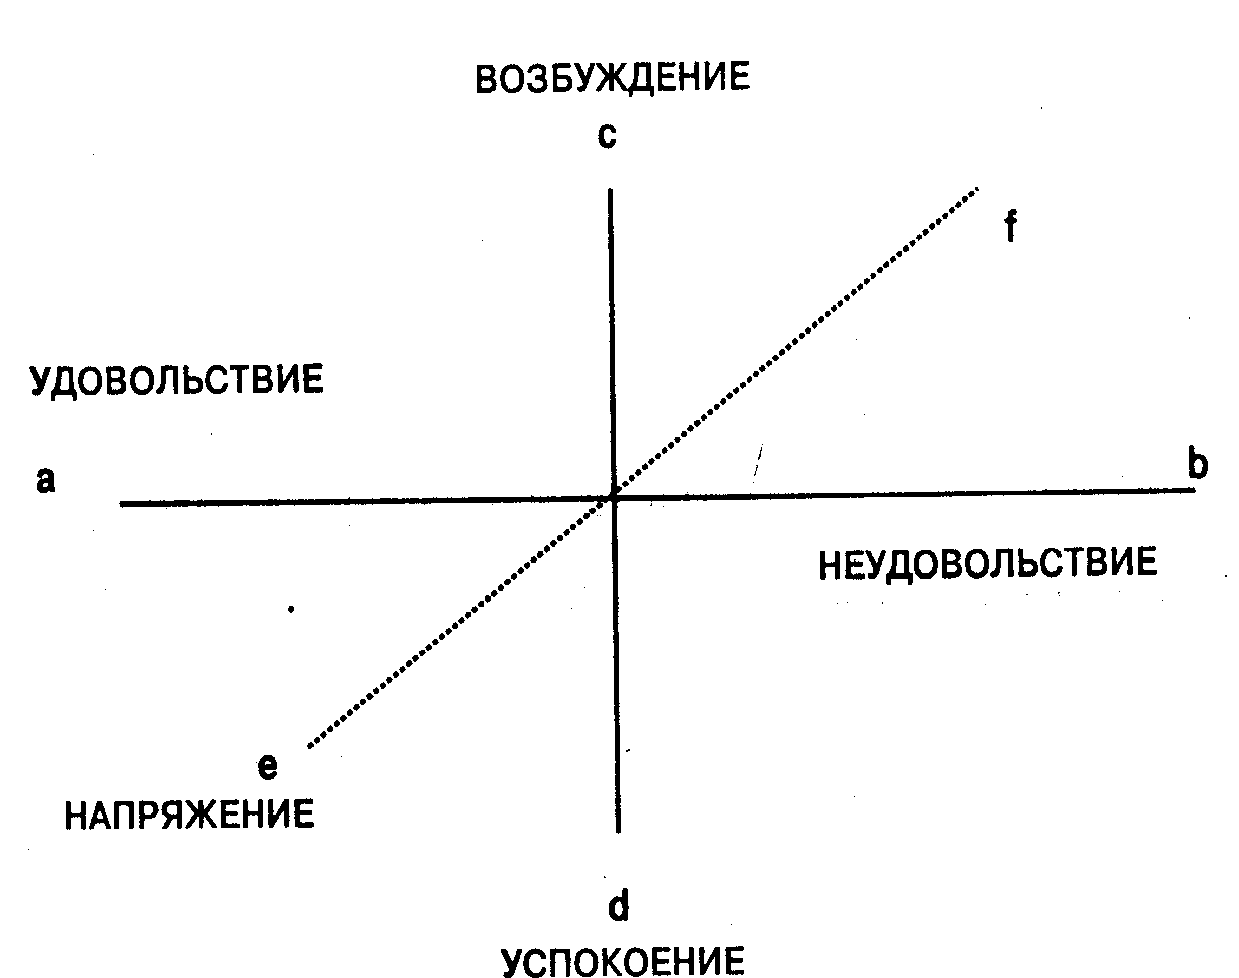 ВОЗБУЖДЕНИЕ
c
f
УДОВОЛЬСТВИЕ
a
b
НЕУДОВОЛЬСТВИЕ
e
НАПРЯЖЕНИЕ
d
УСПОКОЕНИЕ